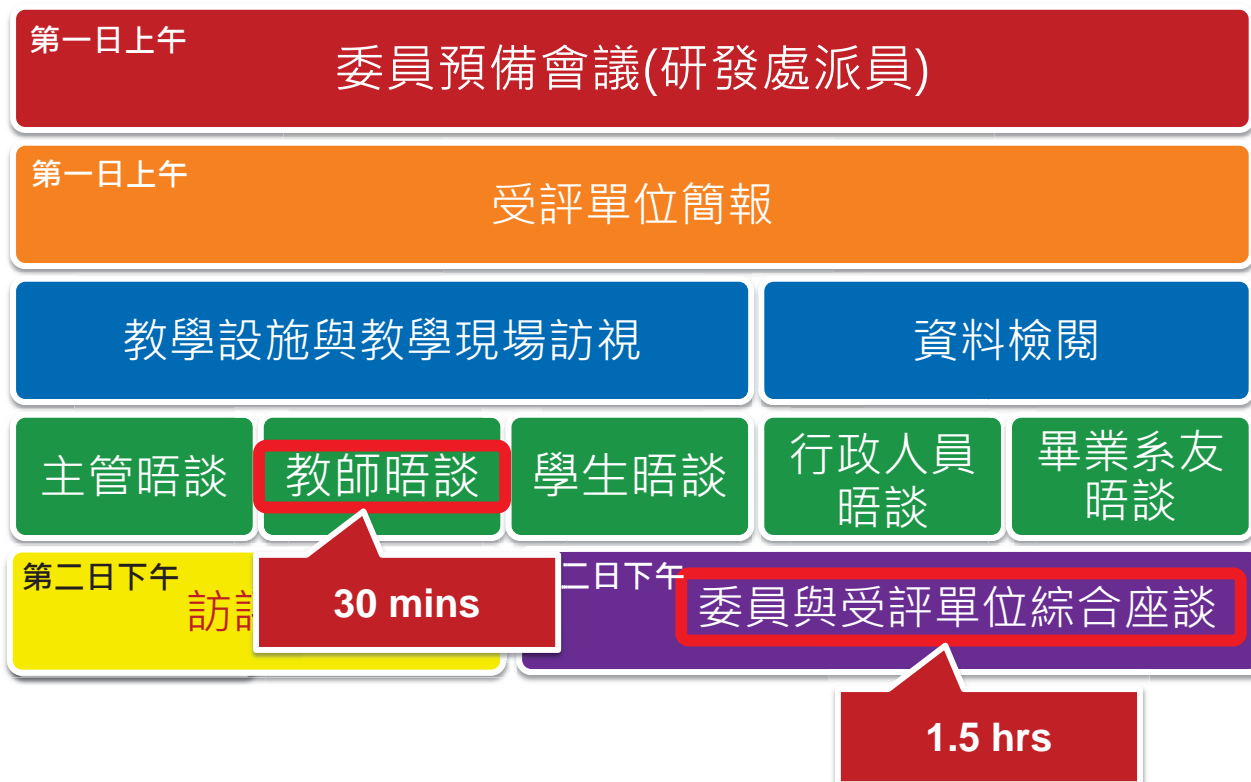 第一日上午
委員預備會議(研發處派員)
第一日上午
受評單位簡報
教學設施與教學現場訪視
資料檢閱
主管晤談
教師晤談
學生晤談
行政人員
晤談
畢業系友
晤談
第二日下午
訪
30 mins
二日下午
委員與受評單位綜合座談
1.5 hrs